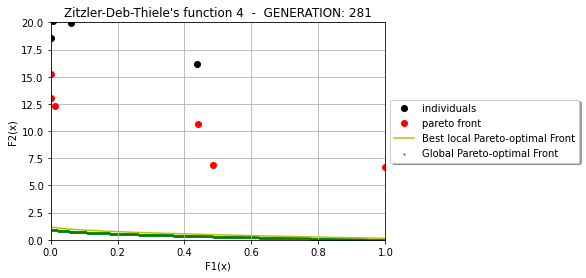 Zitzler-Deb-Thiele's function 4  -  GENERATION: 281
20.0
17.5
15.0
12.5
10.0
7.5
5.0
2.5
0.0
F2(x)
0.0 0.2 0.4 0.6 0.8 1.0
F1(x)
individuals
pareto front
Best local Pareto-optimal Front
Global Pareto-optimal Front